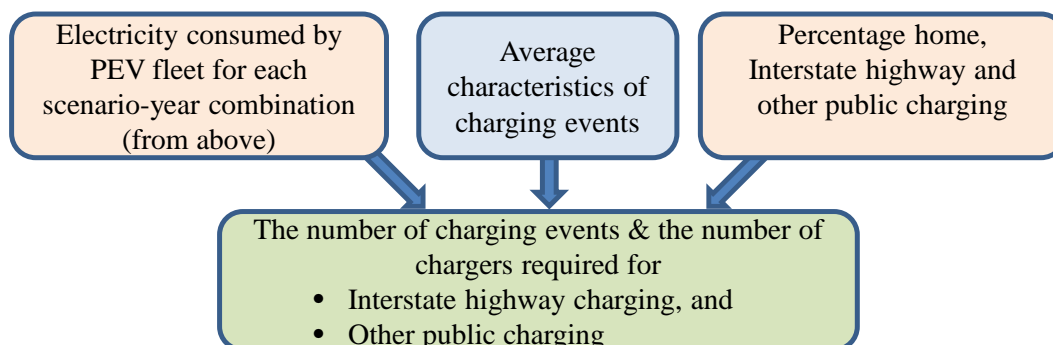 Electricity consumed by
PEV fleet for each
scenario-year combination
(from above)
Average
characteristics of
charging events
Percentage home,
Interstate highway and
other public charging
The number of charging events & the number of
chargers required for
• Interstate highway charging, and
• Other public charging